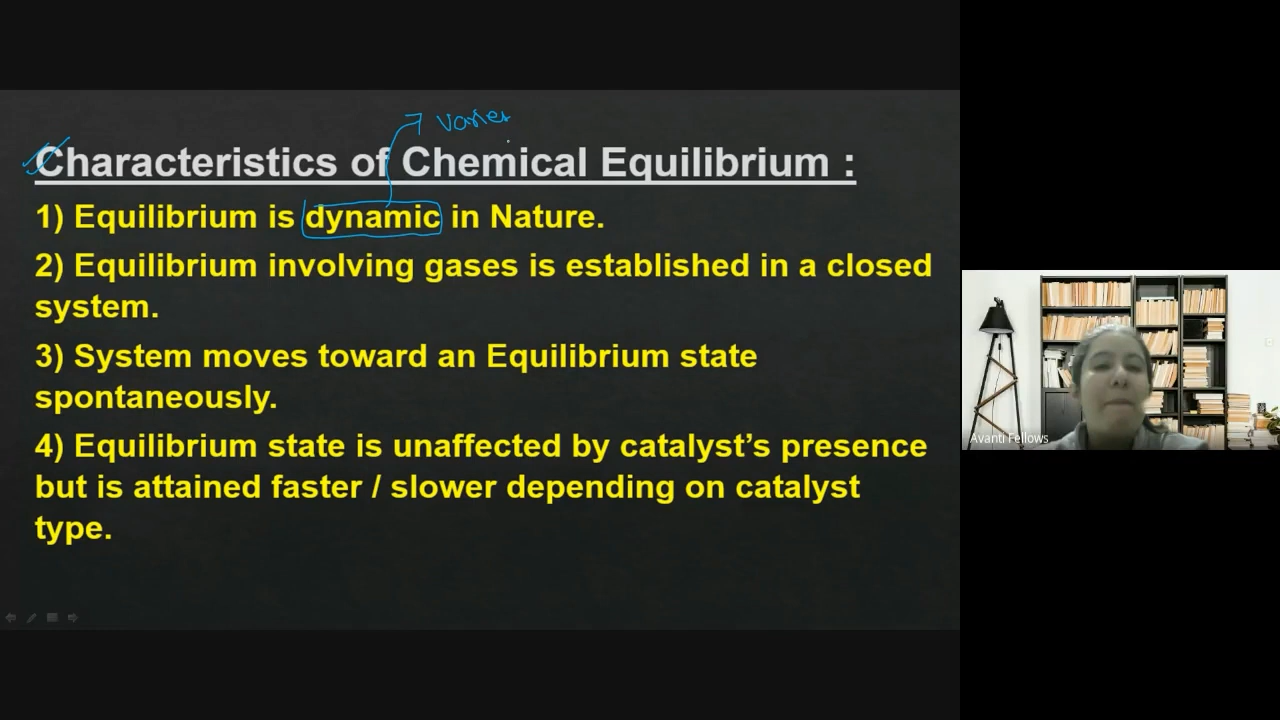 varies
Characteristics of Chemical Equilibrium :
1) Equilibrium is dynamic in Nature.
2) Equilibrium involving gases is established in a closed
system.
3) System moves toward an Equilibrium state
spontaneously.
4) Equilibrium state is unaffected by catalyst’s presence
but is attained faster / slower depending on catalyst
type.
Avanti Fellows